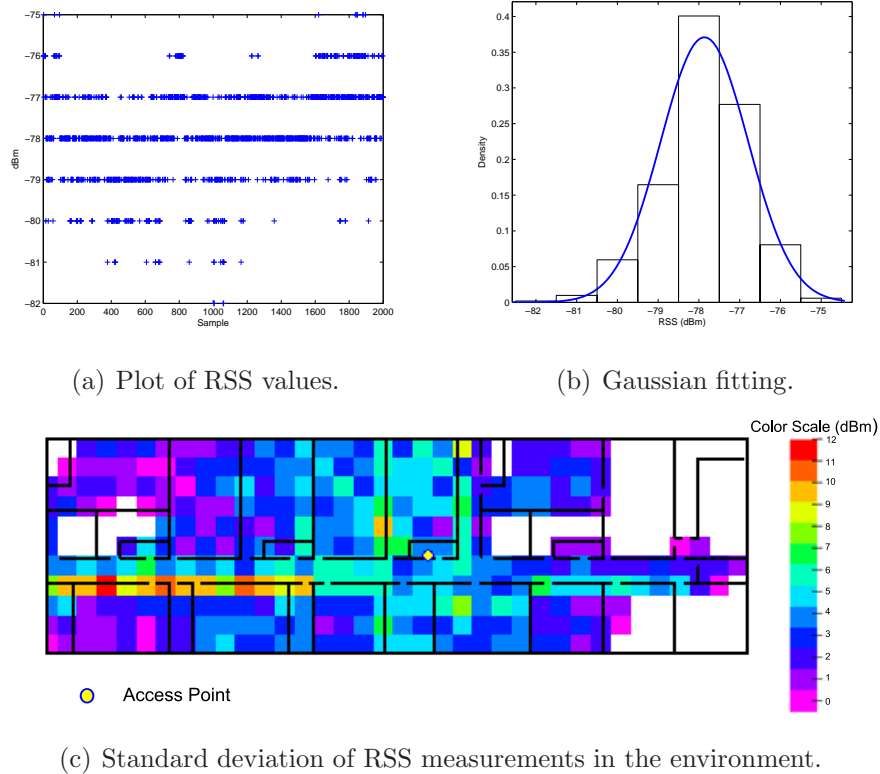 −75
−76
−77
−78
−79
−80
−81
−82
dBm
0 200 400 600 800 1000 1200 1400 1600 1800 2000
Sample
(a) Plot of RSS values.
0.4
0.35
0.3
0.25
0.2
0.15
0.1
0.05
0
Density
−82 −81 −80 −79 −78 −77 −76 −75
RSS (dBm)
(b) Gaussian fitting.
Color Scale (dBm)
12
11
10
9
8
7
6
5
4
3
2
1
0
Access Point
(c) Standard deviation of RSS measurements in the environment.